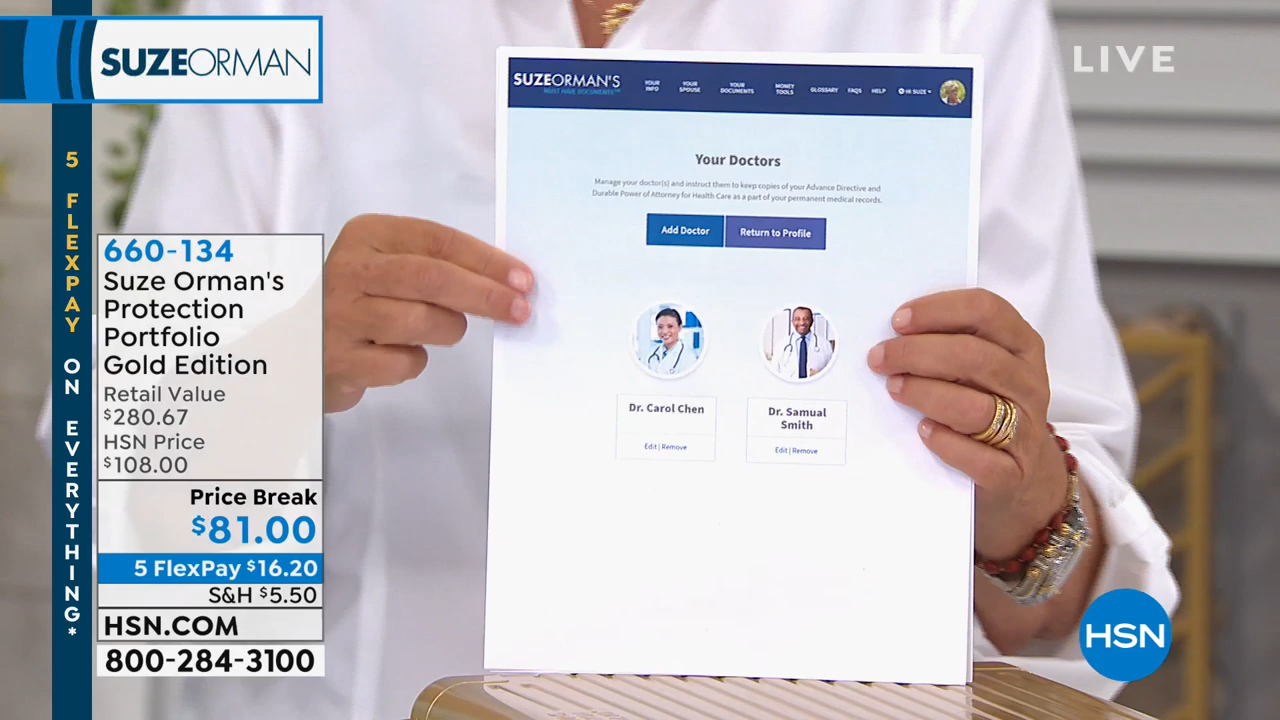 SUZEORMAN
5 FLEXPAY ON EVERYTHING*
660-134
Suze Orman's
Protection
Portfolio
Gold Edition
Retail Value
$280.67
HSN Price
$108.00
Price Break
$81.00
5 FlexPay $16.20
S&H $5.50
HSN.COM
800-284-3100
LIVE
SUZEORMAN'S
MUST HAVE DOCUMENTS™
YOUR INFO
YOUR SPOUSE
YOUR DOCUMENTS
MONEY TOOLS
GLOSSARY
FAQS
HELP
HI SUZE
Your Doctors
Manage your doctor(s) and instruct them to keep copies of your Advance Directive and
Durable Power of Attorney for Health Care as a part of your permanent medical records.
Add Doctor
Return to Profile
Dr. Carol Chen
Edit | Remove
Dr. Samual
Smith
Edit | Remove
HSN